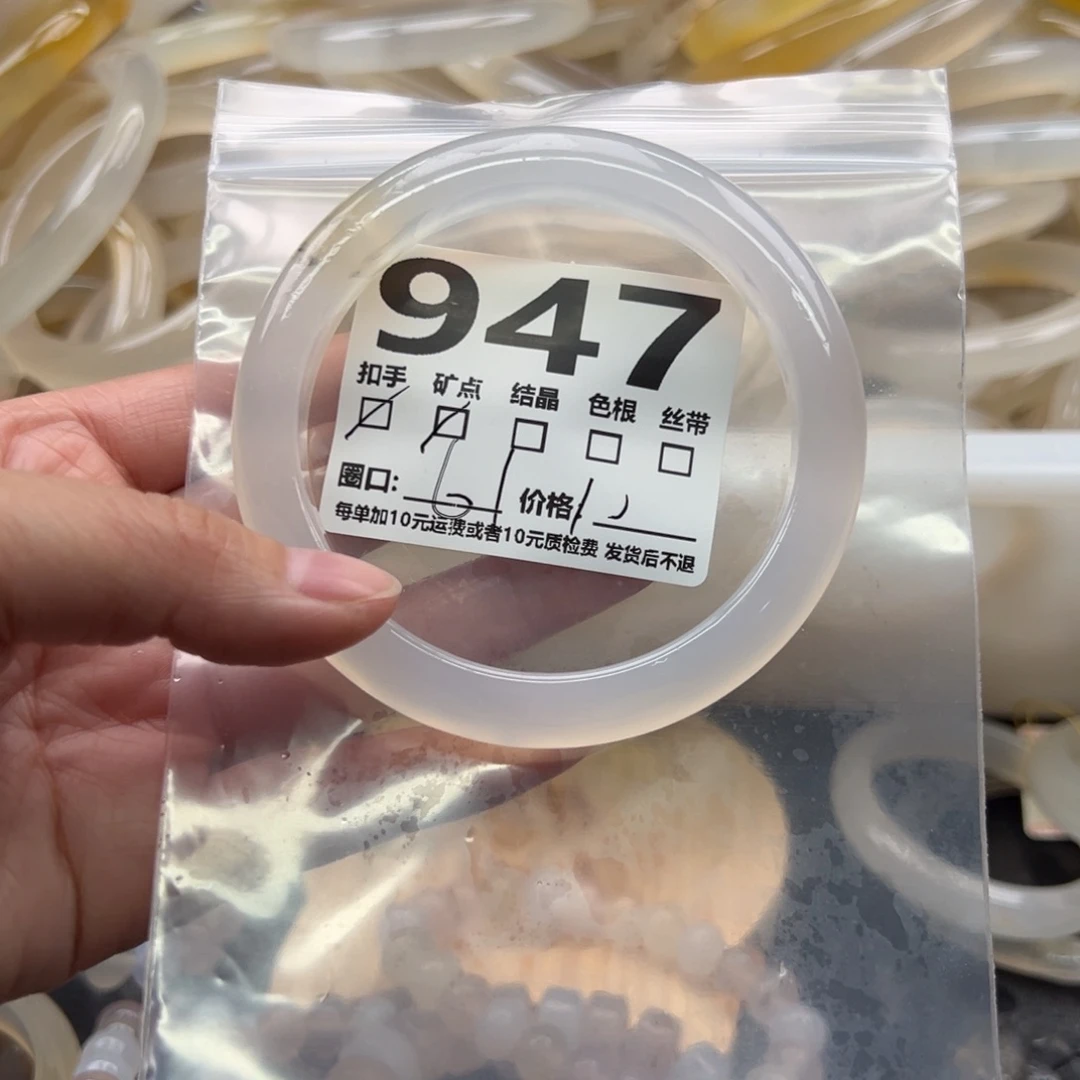 947
扣手 矿点 结晶 色根 丝带
圈口: 价格:
每单加10元运费或者10元质检费 发货后不退